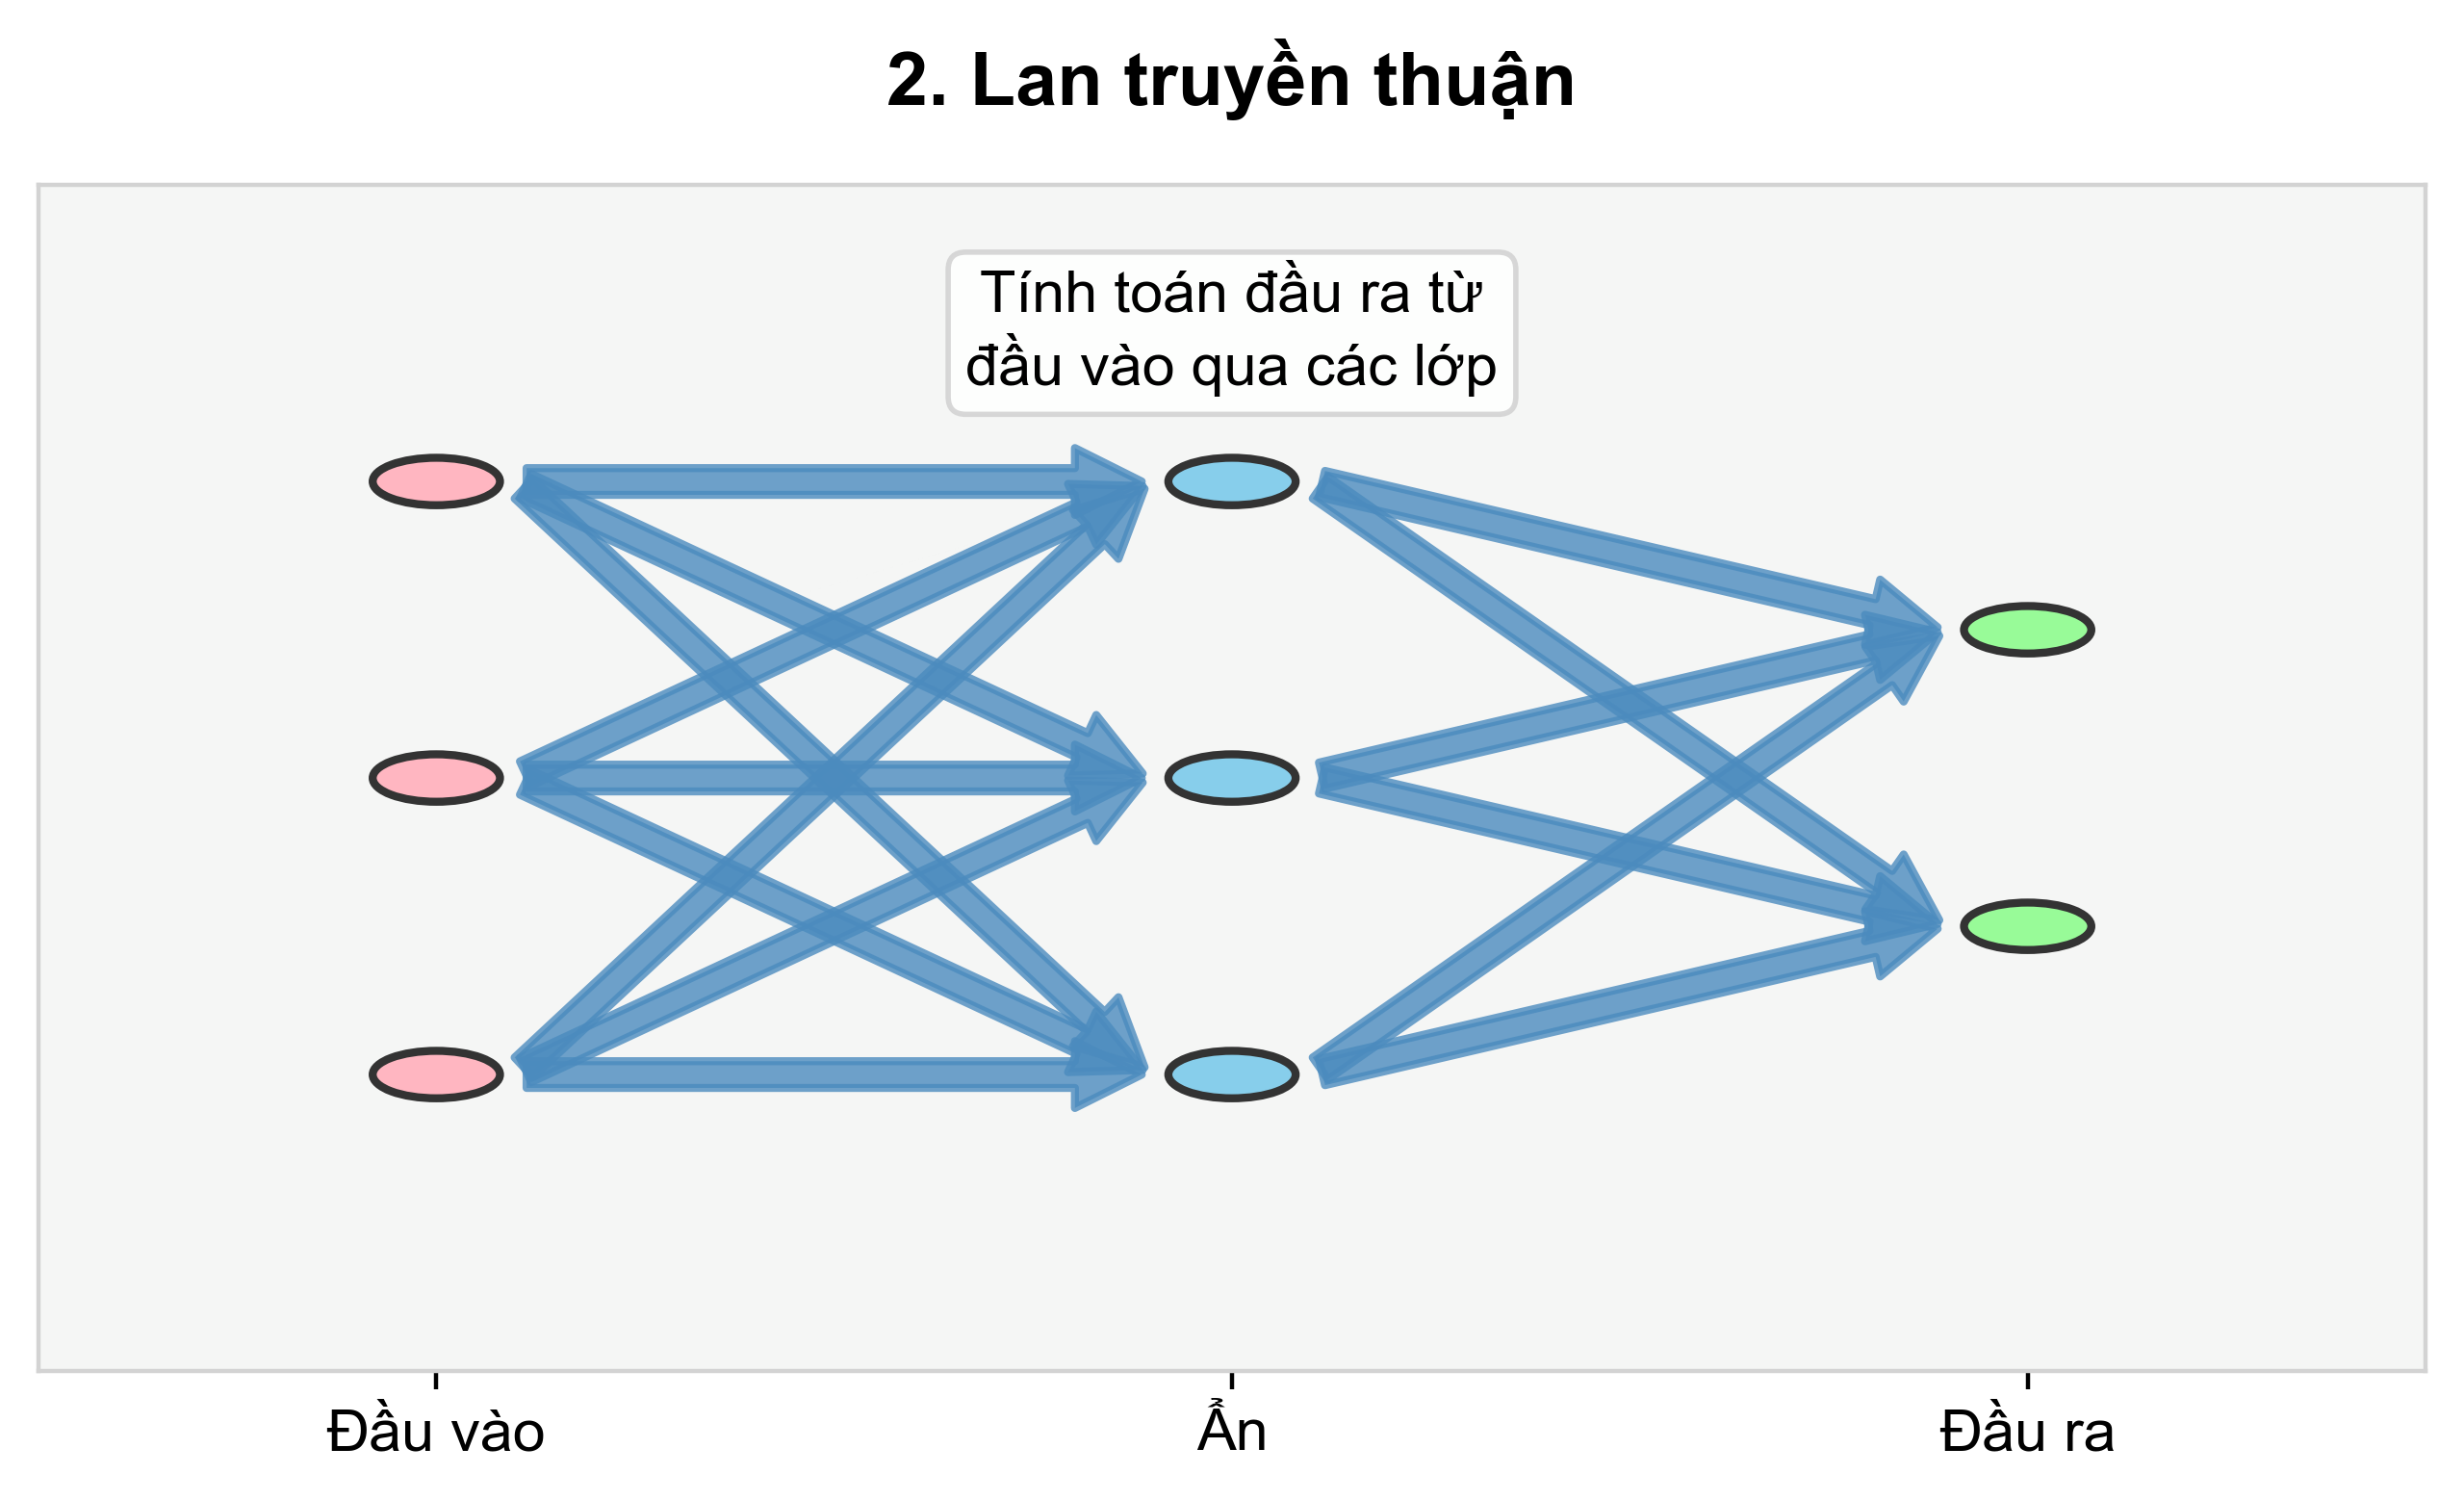 2. Lan truyền thuận
Tính toán đầu ra từ
đầu vào qua các lớp
Đầu vào
Ẩn
Đầu ra